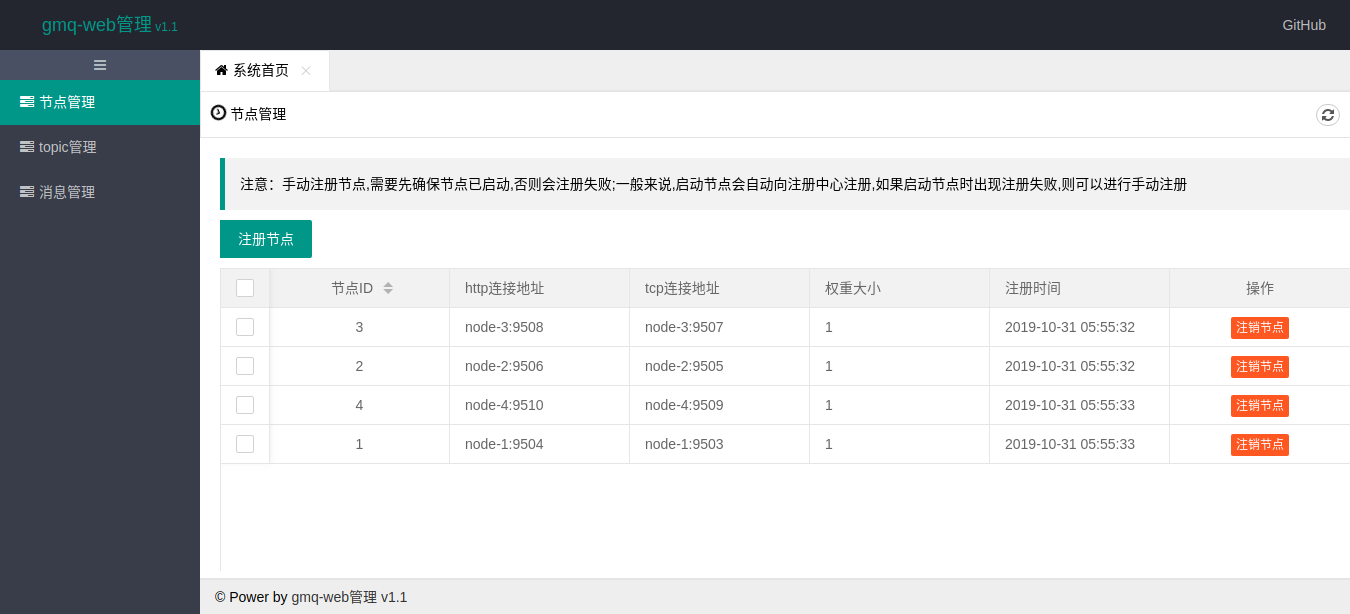 gmq-web管理 v1.1
GitHub
节点管理
topic管理
消息管理
系统首页
节点管理
注意：手动注册节点,需要先确保节点已启动,否则会注册失败;一般来说,启动节点会自动向注册中心注册,如果启动节点时出现注册失败,则可以进行手动注册
注册节点
节点ID http连接地址 tcp连接地址 权重大小 注册时间 操作
3 node-3:9508 node-3:9507 1 2019-10-31 05:55:32 注销节点
2 node-2:9506 node-2:9505 1 2019-10-31 05:55:32 注销节点
4 node-4:9510 node-4:9509 1 2019-10-31 05:55:33 注销节点
1 node-1:9504 node-1:9503 1 2019-10-31 05:55:33 注销节点
© Power by gmq-web管理 v1.1